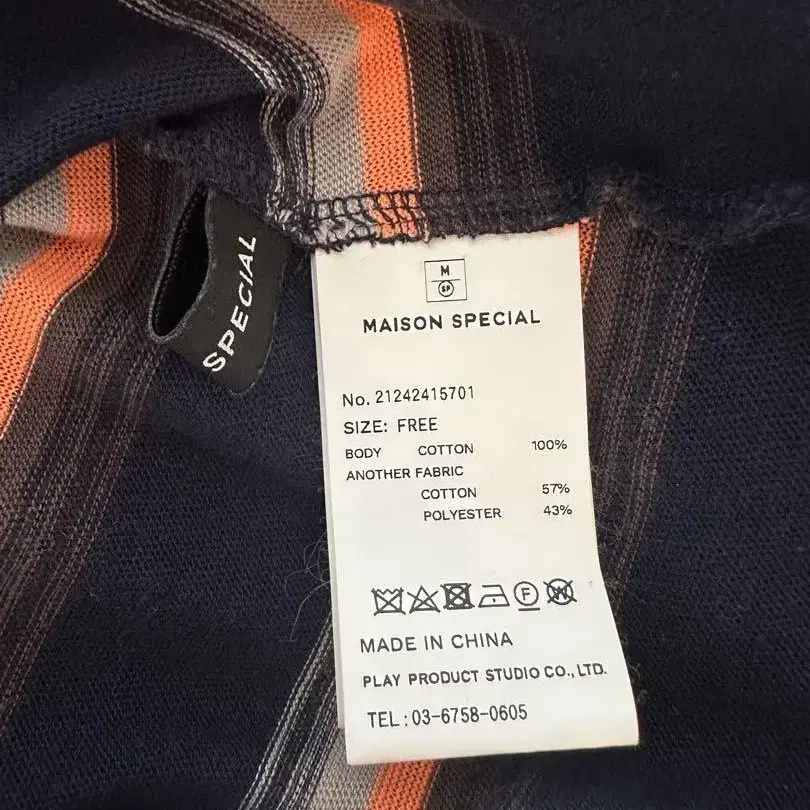 SPECIAL
M
SP
MAISON SPECIAL
No. 21242415701
SIZE: FREE
BODY COTTON 100%
ANOTHER FABRIC
COTTON 57%
POLYESTER 43%
F
W
MADE IN CHINA
PLAY PRODUCT STUDIO CO., LTD.
TEL : 03-6758-0605